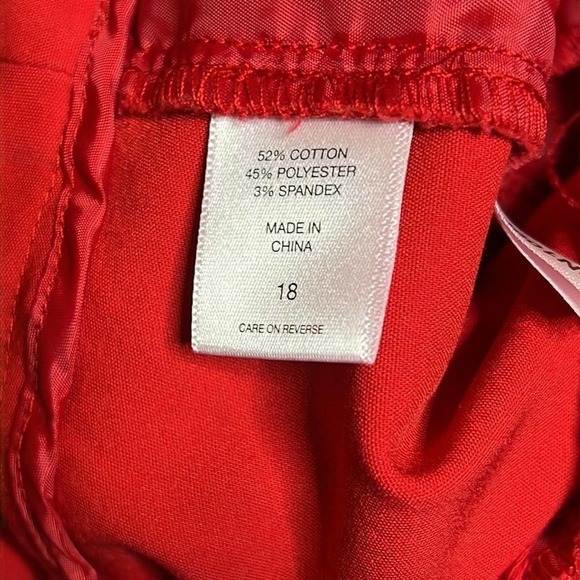 52% COTTON
45% POLYESTER
3% SPANDEX
MADE IN
CHINA
18
CARE ON REVERSE